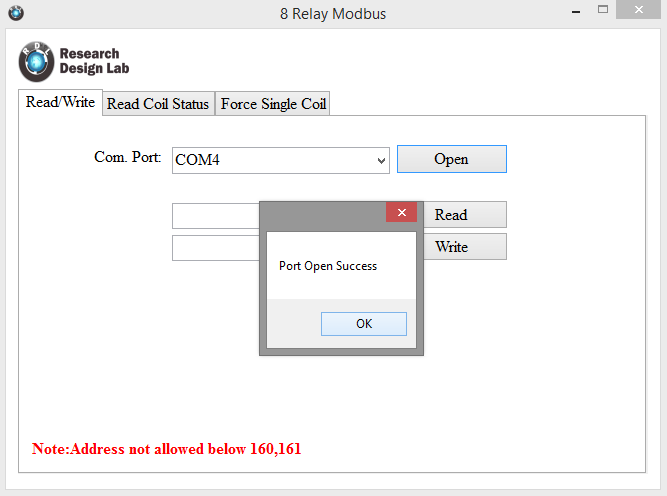 8 Relay Modbus
RDL
Research
Design Lab
Read/Write
Read Coil Status
Force Single Coil
Com. Port:
COM4
Open
Read
Write
Port Open Success
OK
Note:Address not allowed below 160,161